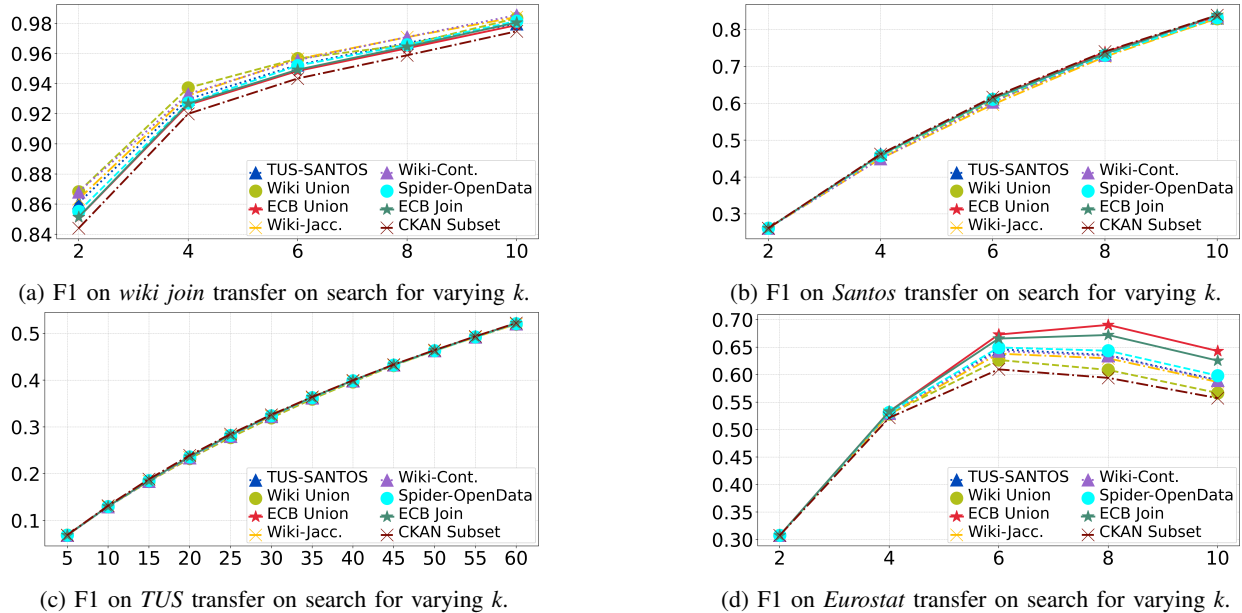 0.98
0.96
0.94
0.92
0.90
0.88
0.86
0.84
2 4 6 8 10
TUS-SANTOS Wiki-Cont.
Wiki Union Spider-OpenData
ECB Union ECB Join
Wiki-Jacc. CKAN Subset
(a) F1 on wiki join transfer on search for varying k.
0.8
0.7
0.6
0.5
0.4
0.3
2 4 6 8 10
TUS-SANTOS Wiki-Cont.
Wiki Union Spider-OpenData
ECB Union ECB Join
Wiki-Jacc. CKAN Subset
(b) F1 on Santos transfer on search for varying k.
0.5
0.4
0.3
0.2
0.1
5 10 15 20 25 30 35 40 45 50 55 60
TUS-SANTOS Wiki-Cont.
Wiki Union Spider-OpenData
ECB Union ECB Join
Wiki-Jacc. CKAN Subset
(c) F1 on TUS transfer on search for varying k.
0.70
0.65
0.60
0.55
0.50
0.45
0.40
0.35
0.30
2 4 6 8 10
TUS-SANTOS Wiki-Cont.
Wiki Union Spider-OpenData
ECB Union ECB Join
Wiki-Jacc. CKAN Subset
(d) F1 on Eurostat transfer on search for varying k.